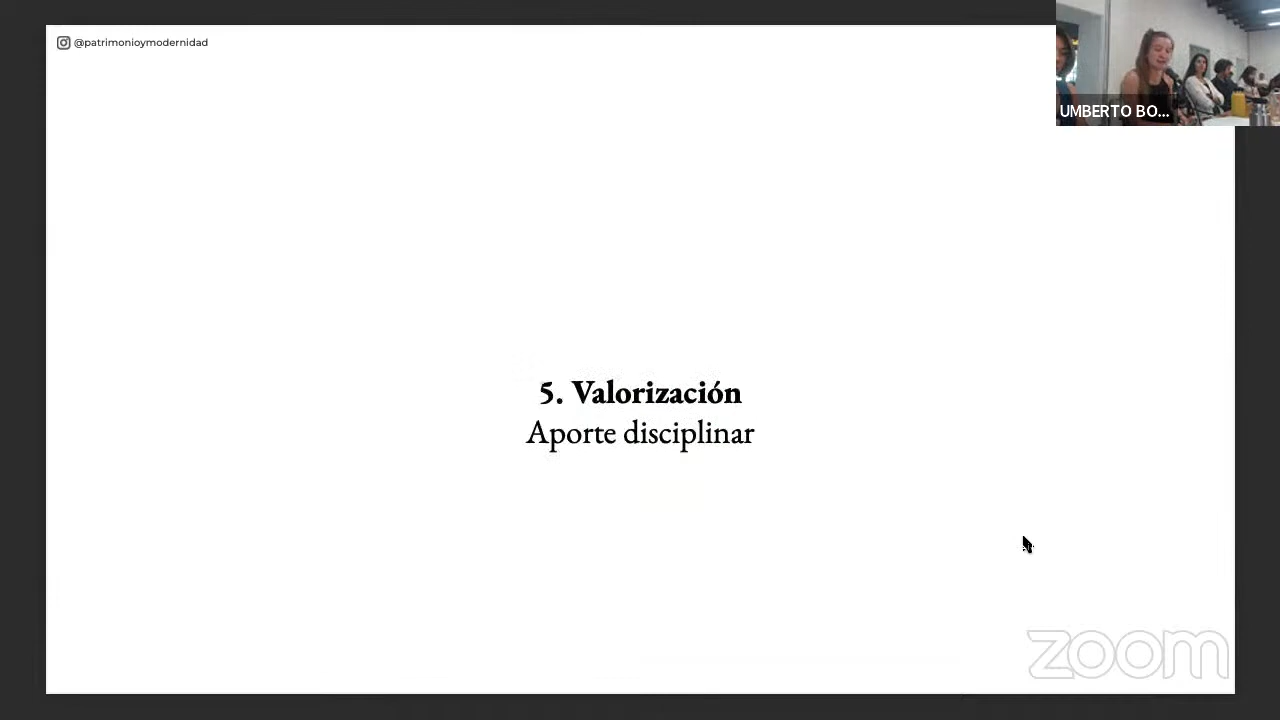 @patrimonioymodernidad
UMBERTO BO...
5. Valorización
Aporte disciplinar
zoom